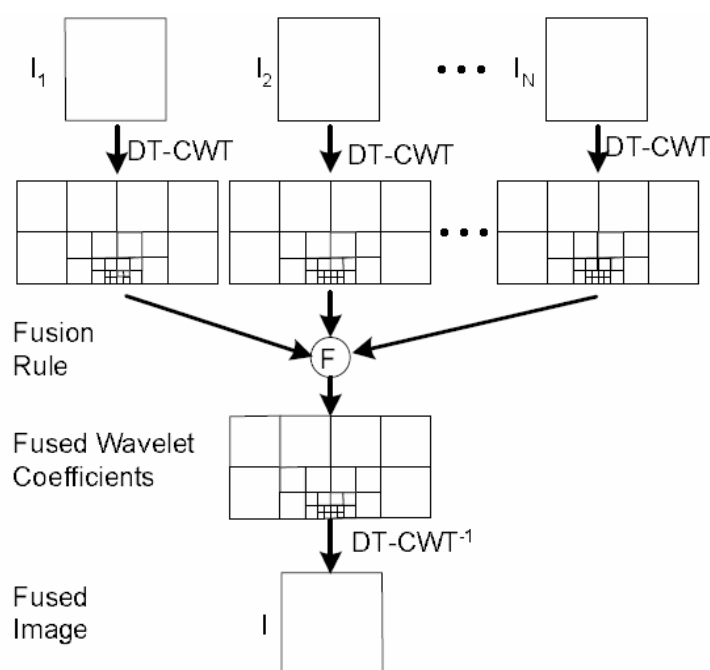 I1
I2
• • •
IN
DT-CWT
DT-CWT
DT-CWT
• • •
Fusion
Rule
F
Fused Wavelet
Coefficients
DT-CWT-1
Fused
Image
I